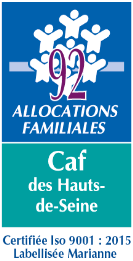 92
ALLOCATIONS
FAMILIALES
Caf
des Hauts-
de-Seine
Certifiée Iso 9001 : 2015
Labellisée Marianne